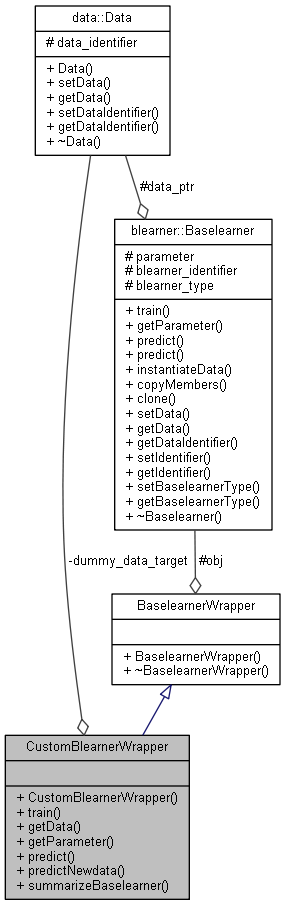 data::Data
# data_identifier
+ Data()
+ setData()
+ getData()
+ setDataIdentifier()
+ getDataIdentifier()
+ ~Data()
#data_ptr
blearner::Baselearner
# parameter
# blearner_identifier
# blearner_type
+ train()
+ getParameter()
+ predict()
+ predict()
+ instantiateData()
+ copyMembers()
+ clone()
+ setData()
+ getData()
+ getDataIdentifier()
+ setIdentifier()
+ getIdentifier()
+ setBaselearnerType()
+ getBaselearnerType()
+ ~Baselearner()
-dummy_data_target
#obj
BaselearnerWrapper
+ BaselearnerWrapper()
+ ~BaselearnerWrapper()
CustomBlearnerWrapper
+ CustomBlearnerWrapper()
+ train()
+ getData()
+ getParameter()
+ predict()
+ predictNewdata()
+ summarizeBaselearner()